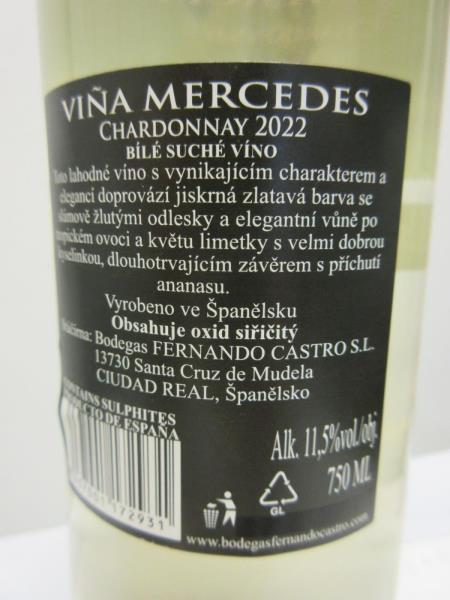 VIÑA MERCEDES
CHARDONNAY 2022
BÍLÉ SUCHÉ VÍNO
Toto lahodné víno s vynikajícím charakterem a
elegancí doprovází jiskrná zlatavá barva se
slámově žlutými odlesky a elegantní vůně po
tropickém ovoci a květu limetky s velmi dobrou
kyselinkou, dlouhotrvajícím závěrem s příchutí
ananasu.
Vyrobeno ve Španělsku
Obsahuje oxid siřičitý
Bodegas FERNANDO CASTRO S.L.
13730 Santa Cruz de Mudela
CIUDAD REAL, Španělsko
CONTAINS SULPHITES
DE ESPAÑA
Alk. 11,5%vol./obj.
750 ML
172931
GL
www.bodegasfernandocastro.com